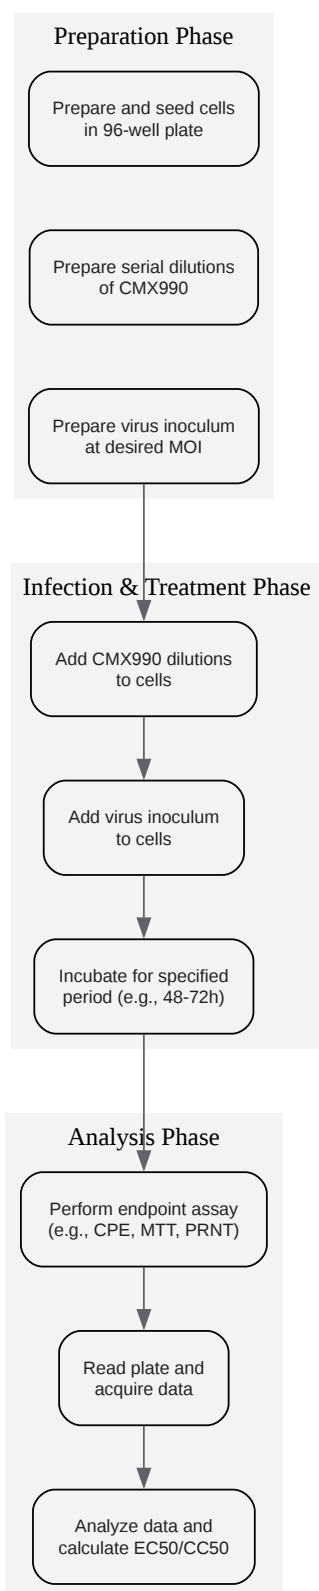 Preparation Phase
Prepare and seed cells
in 96-well plate
Prepare serial dilutions
of CMX990
Prepare virus inoculum
at desired MOI
Infection & Treatment Phase
Add CMX990 dilutions
to cells
Add virus inoculum
to cells
Incubate for specified
period (e.g., 48-72h)
Analysis Phase
Perform endpoint assay
(e.g., CPE, MTT, PRNT)
Read plate and
acquire data
Analyze data and
calculate EC50/CC50